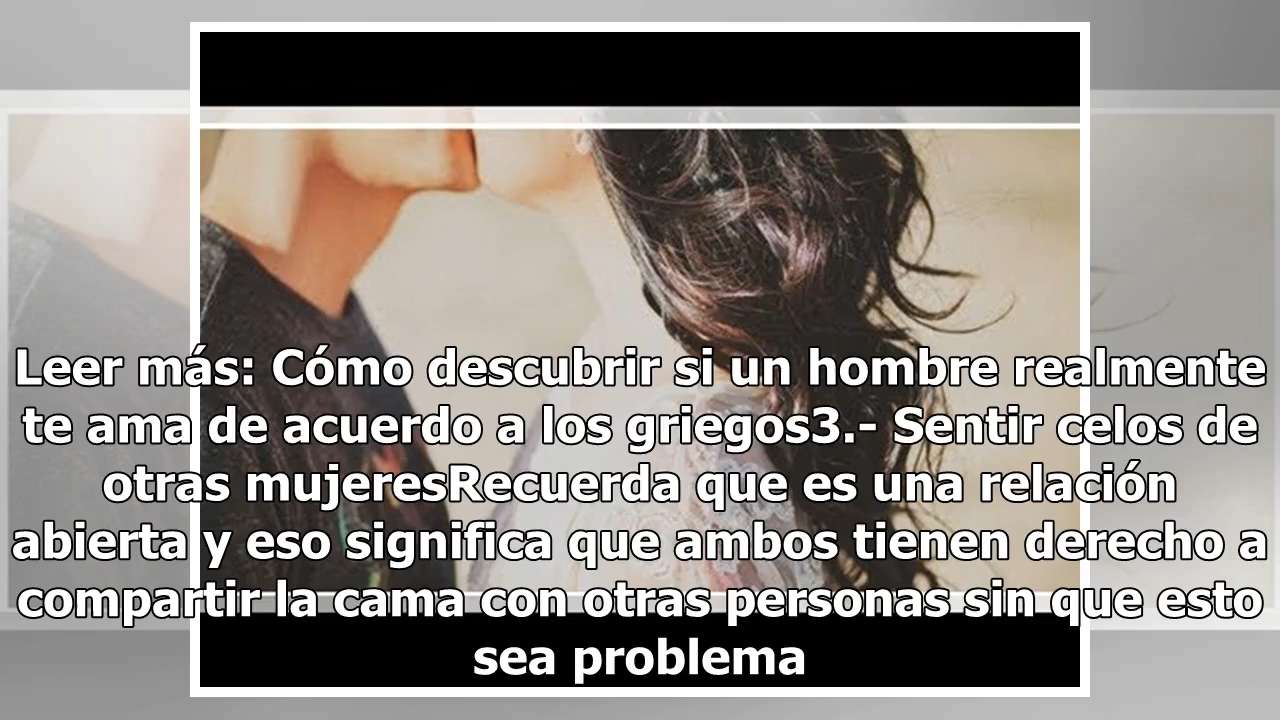 Leer más: Cómo descubrir si un hombre realmente
te ama de acuerdo a los griegos3.- Sentir celos de
otras mujeresRecuerda que es una relación
abierta y eso significa que ambos tienen derecho a
compartir la cama con otras personas sin que esto
sea problema